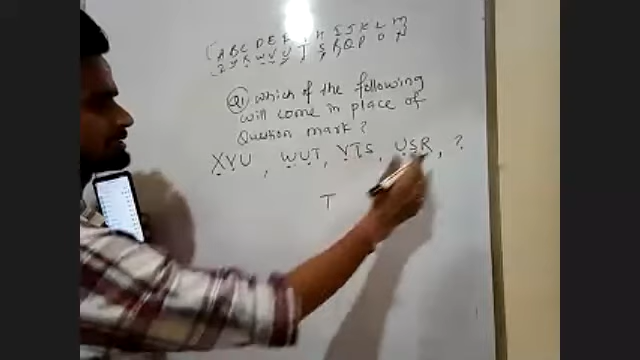 A B C D E F H I J K L M
Z Y X W V U T S R Q P O N
Q1 Which of the following
will come in place of
Question mark ?
XVU , WUT , VTS , USR , ?
T